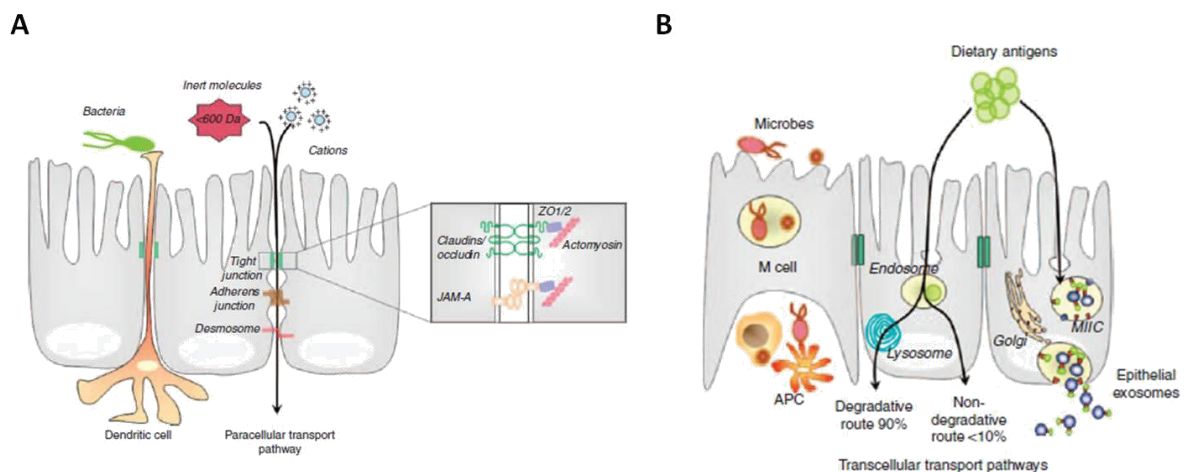 A
Inert molecules
<600 Da
Bacteria
Cations
Tight
junction
Adherens
junction
Desmosome
Claudins/
occludin
ZO1/2
Actomyosin
JAM-A
Dendritic cell
Paracellular transport
pathway
B
Dietary antigens
Microbes
M cell
Endosome
Lysosome
Golgi
MIIC
APC
Degradative
route 90%
Non-
degradative
route <10%
Epithelial
exosomes
Transcellular transport pathways